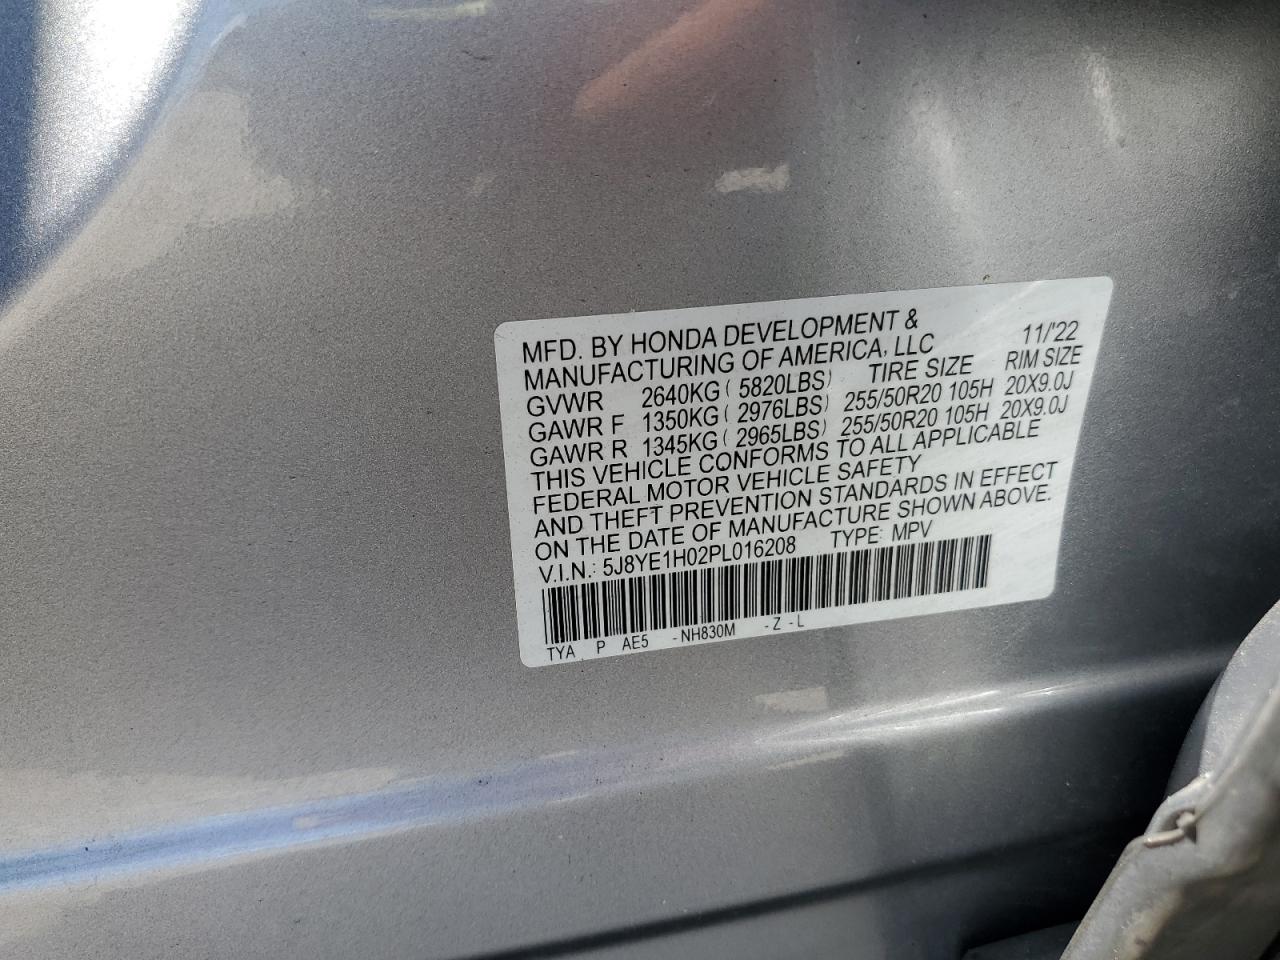 MFD. BY HONDA DEVELOPMENT &
MANUFACTURING OF AMERICA, LLC 11/'22
GVWR 2640KG ( 5820LBS) TIRE SIZE RIM SIZE
GAWR F 1350KG ( 2976LBS) 255/50R20 105H 20X9.0J
GAWR R 1345KG ( 2965LBS) 255/50R20 105H 20X9.0J
THIS VEHICLE CONFORMS TO ALL APPLICABLE
FEDERAL MOTOR VEHICLE SAFETY
AND THEFT PREVENTION STANDARDS IN EFFECT
ON THE DATE OF MANUFACTURE SHOWN ABOVE.
V.I.N.: 5J8YE1H02PL016208 TYPE: MPV
TYA P AE5 -NH830M -Z-L